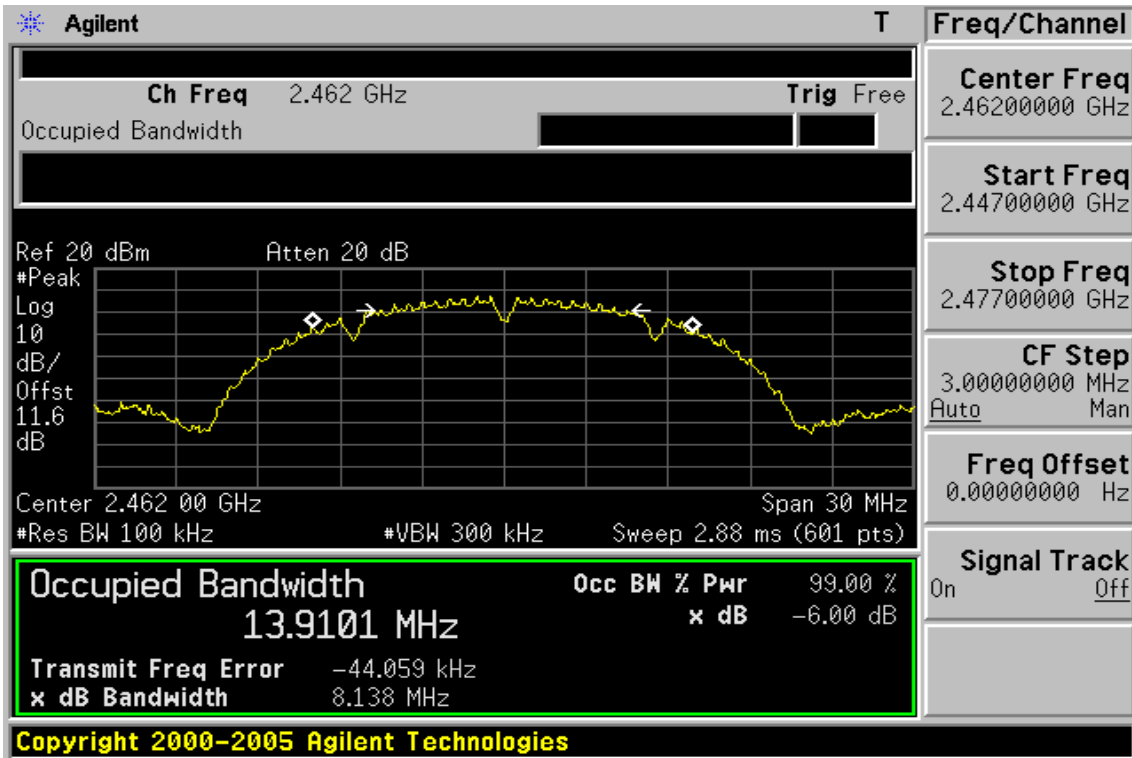 Agilent T
Ch Freq 2.462 GHz Trig Free
Occupied Bandwidth
Ref 20 dBm Atten 20 dB
#Peak
Log
10
dB/
Offst
11.6
dB
Center 2.462 00 GHz Span 30 MHz
#Res BW 100 kHz #VBW 300 kHz Sweep 2.88 ms (601 pts)
Occupied Bandwidth
13.9101 MHz
Occ BW % Pwr 99.00 %
x dB -6.00 dB
Transmit Freq Error -44.059 kHz
x dB Bandwidth 8.138 MHz
Copyright 2000-2005 Agilent Technologies
Freq/Channel
Center Freq
2.46200000 GHz
Start Freq
2.44700000 GHz
Stop Freq
2.47700000 GHz
CF Step
3.00000000 MHz
Auto Man
Freq Offset
0.00000000 Hz
Signal Track
On Off